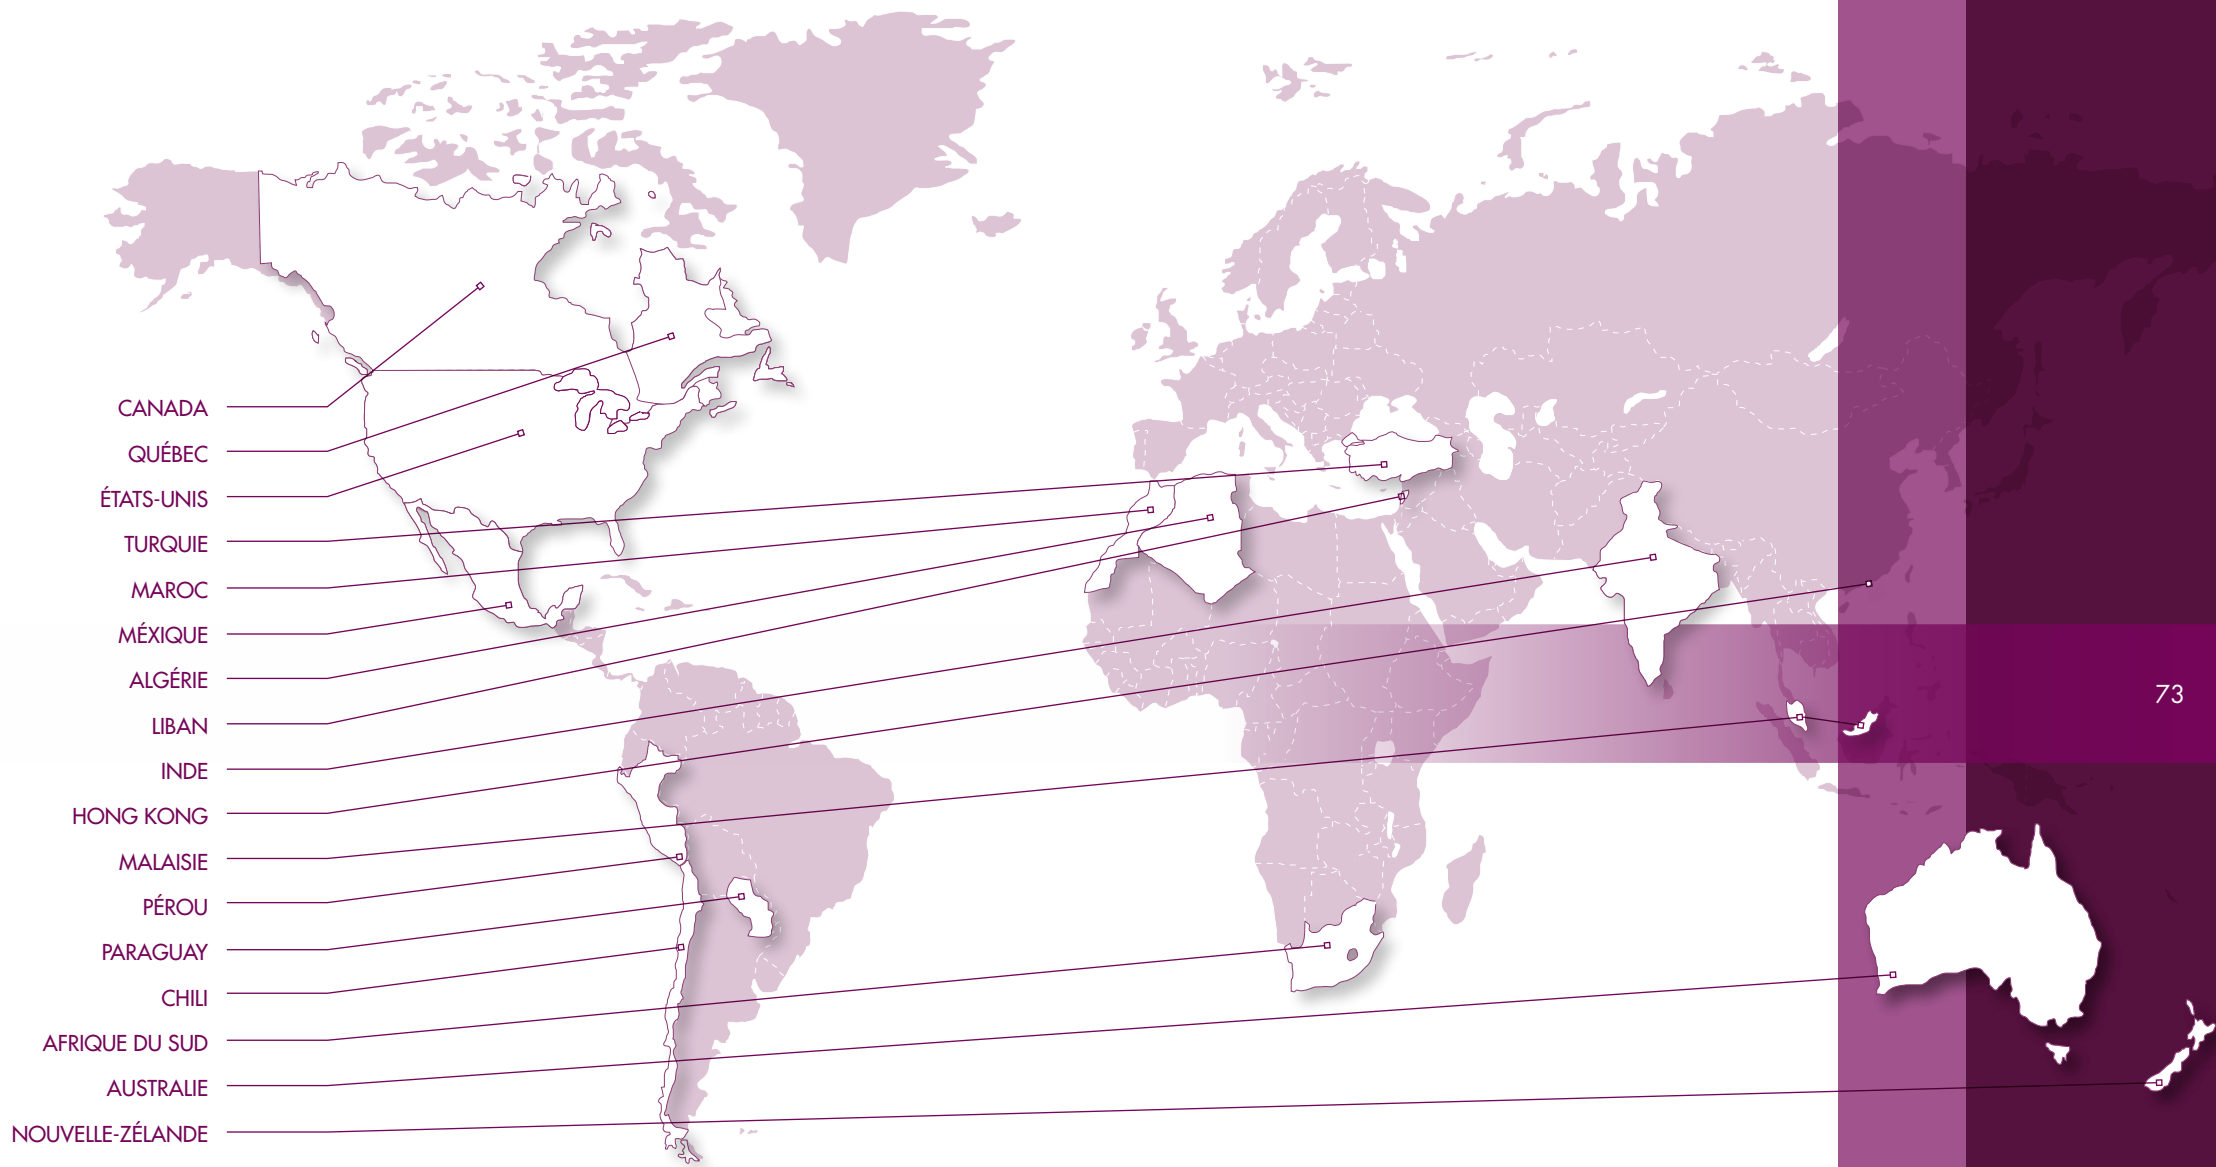 CANADA
QUÉBEC
ÉTATS-UNIS
TURQUIE
MAROC
MÉXIQUE
ALGÉRIE
LIBAN
INDE
HONG KONG
MALAISIE
PÉROU
PARAGUAY
CHILI
AFRIQUE DU SUD
AUSTRALIE
NOUVELLE-ZÉLANDE
73